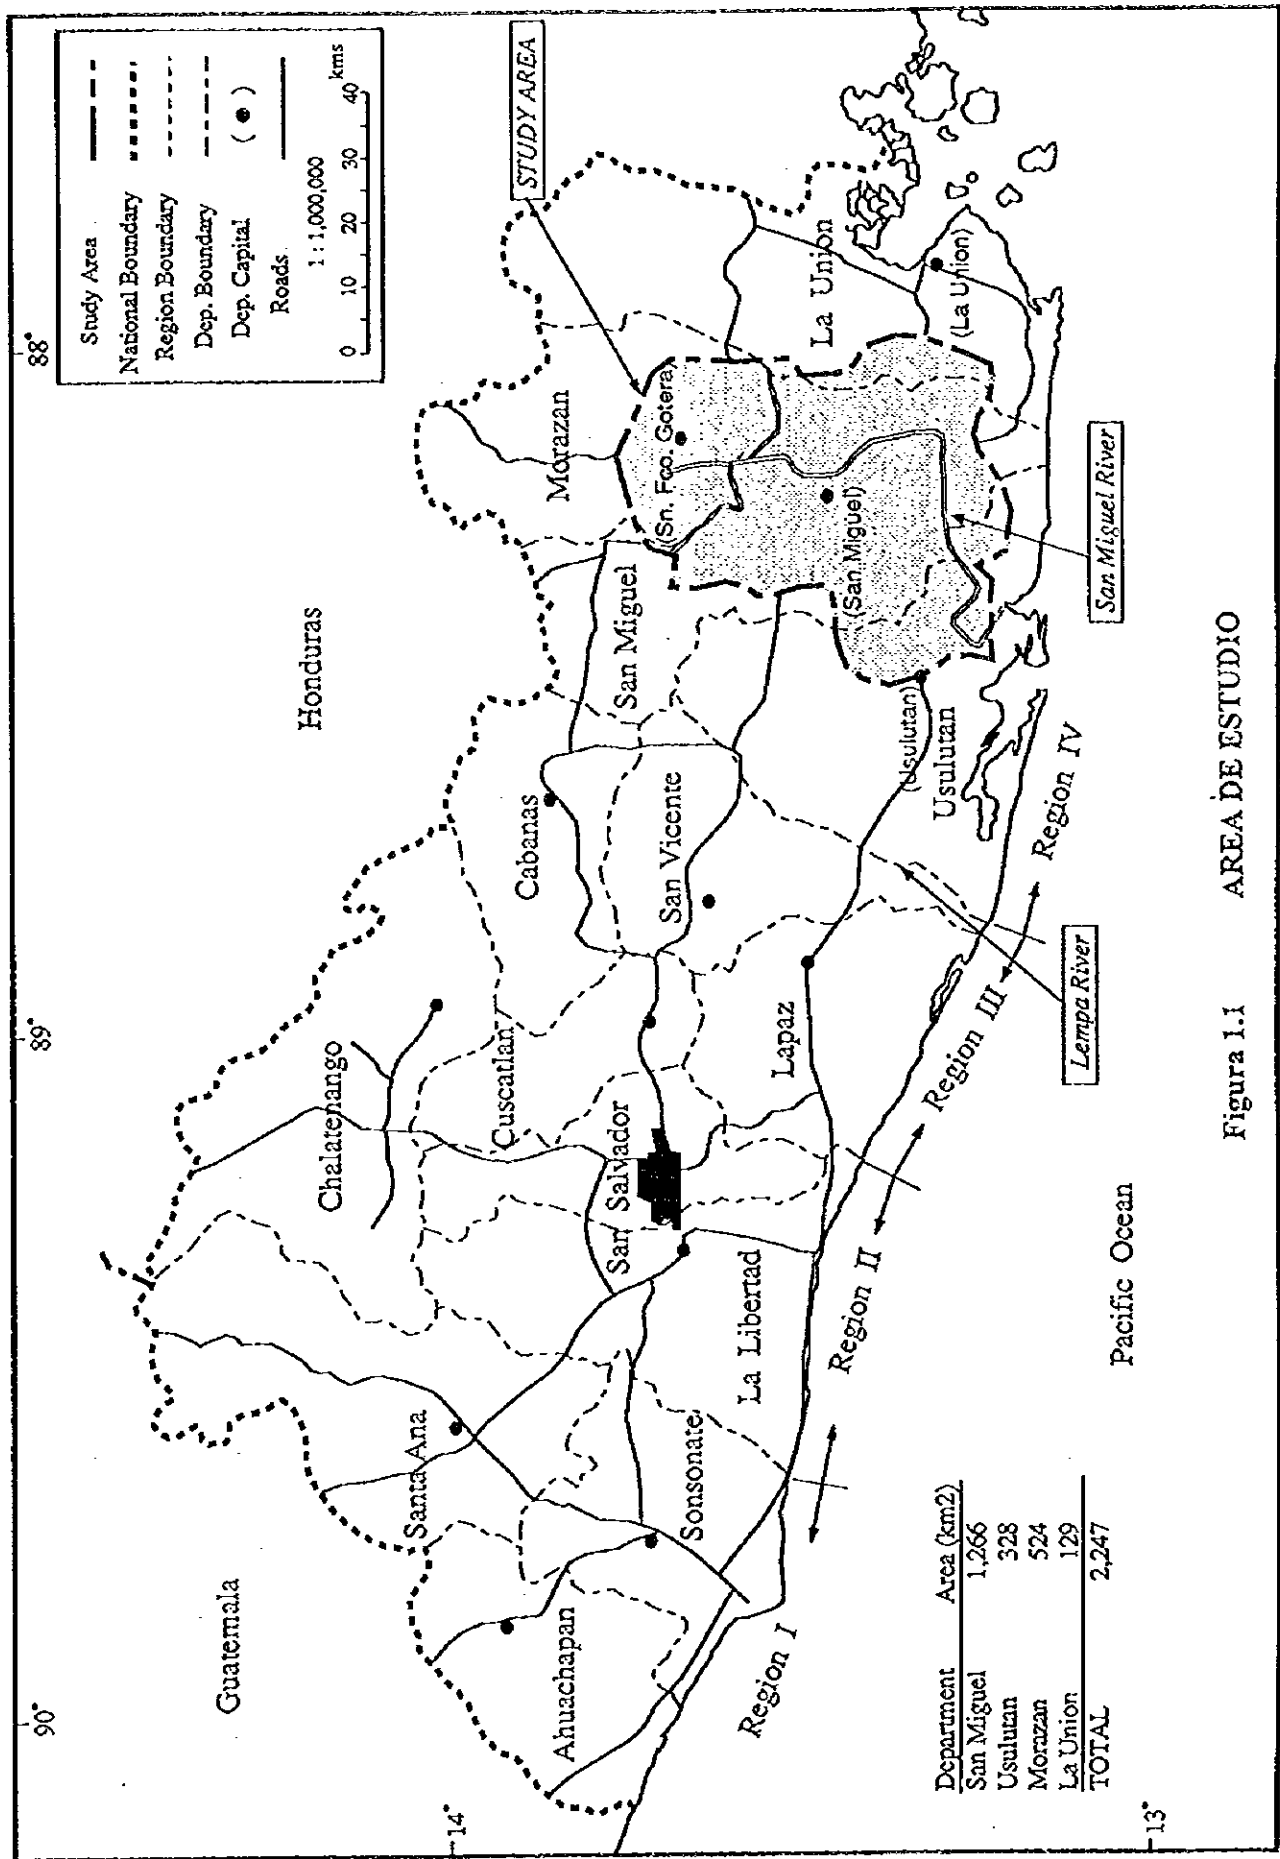 90°
89°
88°
14°
13°
Study Area
National Boundary
Region Boundary
Dep. Boundary
Dep. Capital ( )
Roads
1 : 1,000,000
0 10 20 30 40 kms
STUDY AREA
Guatemala
Honduras
Chalatenango
Santa Ana
Ahuachapan
Sonsonate
La Libertad
San Salvador
Cuscatlan
Cabanas
San Vicente
Lapaz
San Miguel
Morazan
La Union
Usulutan
(Sn. Fco. Gotera)
(San Miguel)
(Usulutan)
(La Union)
San Miguel River
Lempa River
Region I
Region II
Region III
Region IV
Pacific Ocean
Department Area (km2)
San Miguel 1,266
Usulutan 328
Morazan 524
La Union 129
TOTAL 2,247
Figura 1.1 AREA DE ESTUDIO